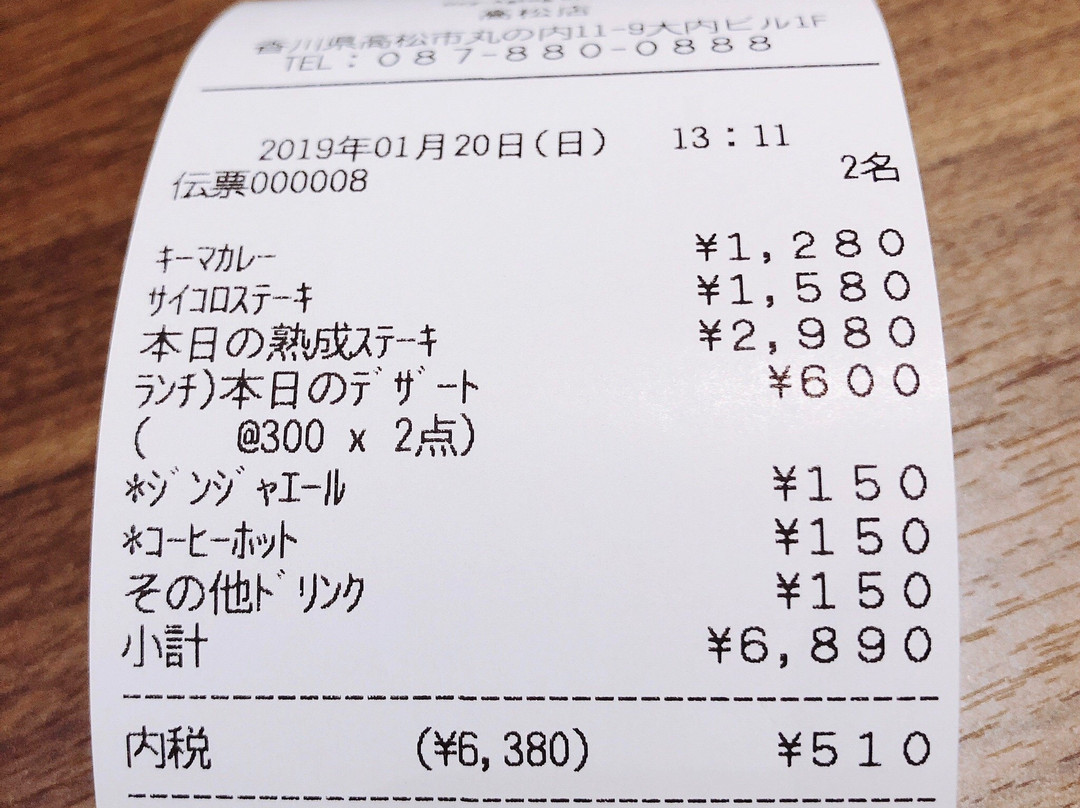 高松店
香川県高松市丸の内11-9大内ビル1F
TEL：087-880-0888
2019年01月20日(日) 13：11
伝票000008 2名
ｷｰﾏｶﾚｰ ¥1,280
ｻｲｺﾛｽﾃｰｷ ¥1,580
本日の熟成ｽﾃｰｷ ¥2,980
ﾗﾝﾁ)本日のﾃﾞｻﾞｰﾄ ¥600
( @300 x 2点)
*ｼﾞﾝｼﾞｬｴｰﾙ ¥150
*ｺｰﾋｰﾎｯﾄ ¥150
その他ﾄﾞﾘﾝｸ ¥150
小計 ¥6,890
内税 (¥6,380) ¥510